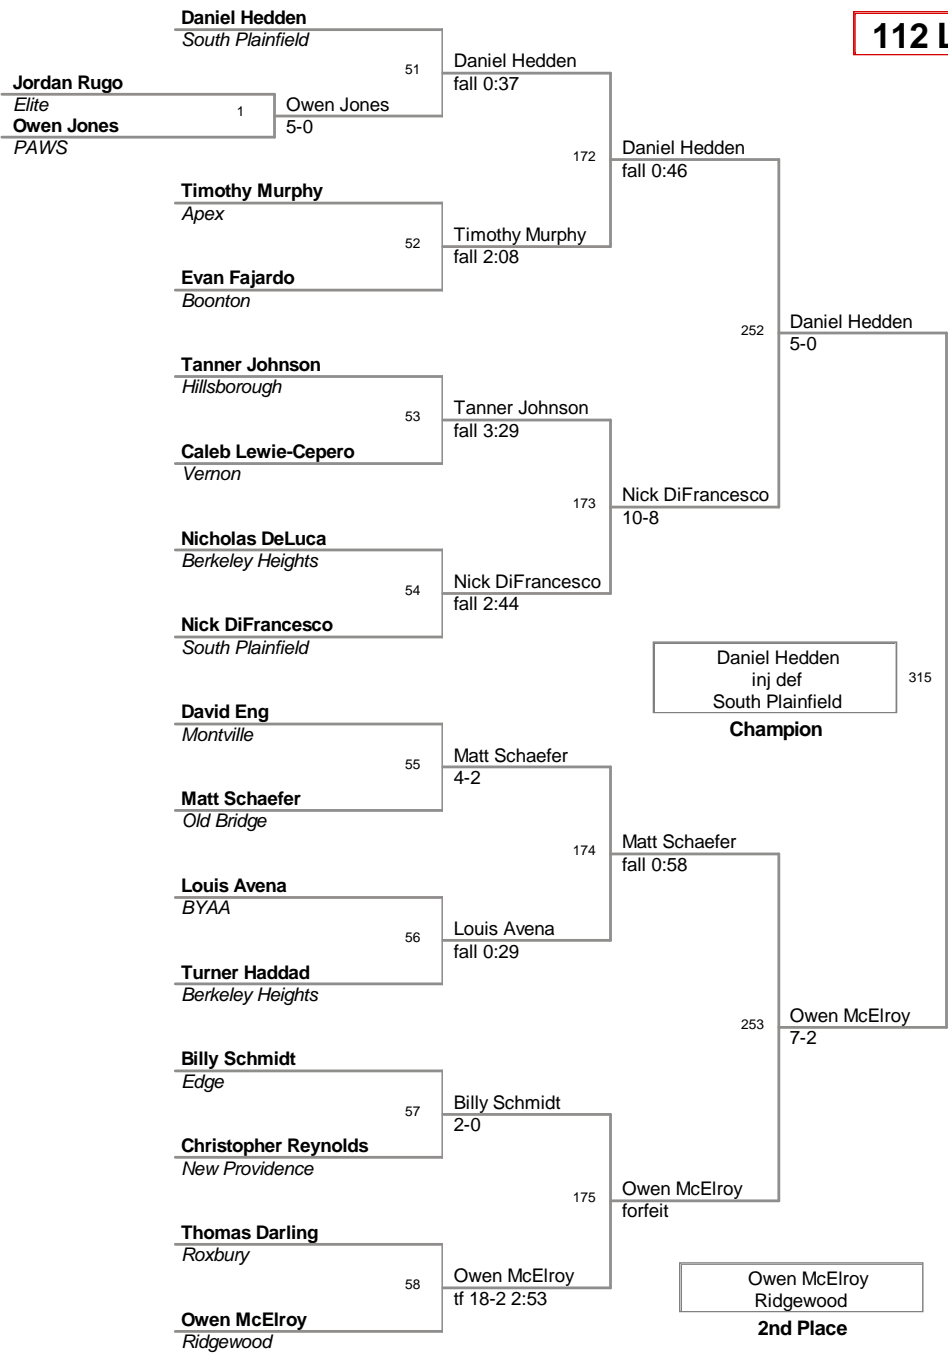 Daniel Hedden
South Plainfield
112 L
51
Daniel Hedden
fall 0:37
Jordan Rugo
Elite
1
Owen Jones
5-0
Owen Jones
PAWS
172
Daniel Hedden
fall 0:46
Timothy Murphy
Apex
52
Timothy Murphy
fall 2:08
Evan Fajardo
Boonton
252
Daniel Hedden
5-0
Tanner Johnson
Hillsborough
53
Tanner Johnson
fall 3:29
Caleb Lewie-Cepero
Vernon
173
Nick DiFrancesco
10-8
Nicholas DeLuca
Berkeley Heights
54
Nick DiFrancesco
fall 2:44
Nick DiFrancesco
South Plainfield
Daniel Hedden
inj def
South Plainfield
315
Champion
David Eng
Montville
55
Matt Schaefer
4-2
Matt Schaefer
Old Bridge
174
Matt Schaefer
fall 0:58
Louis Avena
BYAA
56
Louis Avena
fall 0:29
Turner Haddad
Berkeley Heights
253
Owen McElroy
7-2
Billy Schmidt
Edge
57
Billy Schmidt
2-0
Christopher Reynolds
New Providence
175
Owen McElroy
forfeit
Thomas Darling
Roxbury
58
Owen McElroy
tf 18-2 2:53
Owen McElroy
Ridgewood
Owen McElroy
Ridgewood
2nd Place